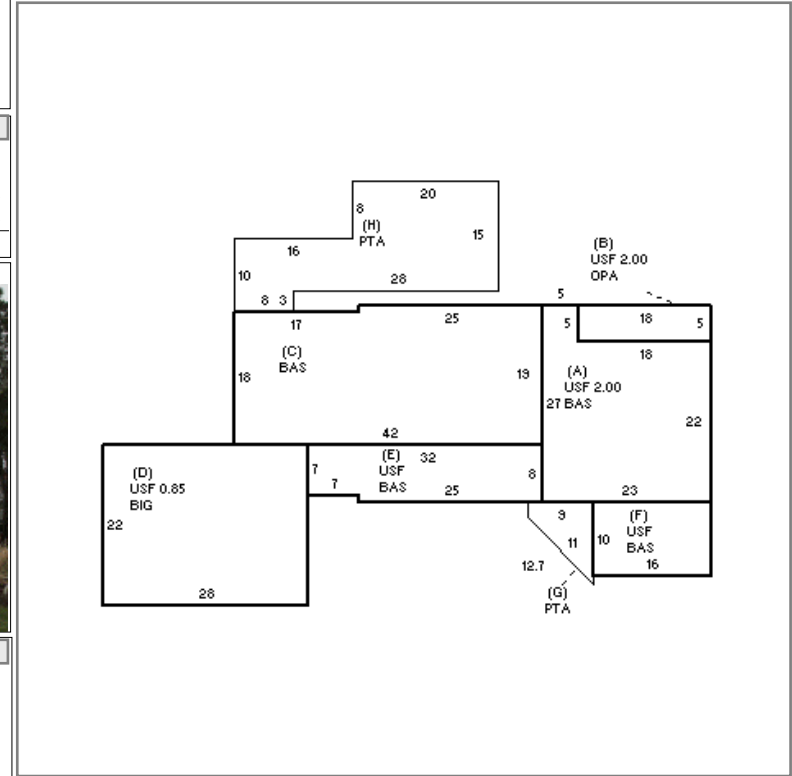 20
8
(H)
PTA
15
16
10
28
8 3
(B)
USF 2.00
OPA
5
17
25
5
18
5
18
(C)
BAS
18
19
(A)
USF 2.00
27 BAS
22
42
(E)
USF
BAS
32
7
7
25
8
23
(D)
USF 0.85
BIG
22
28
9
11
12.7
(G)
PTA
(F)
USF
BAS
10
16